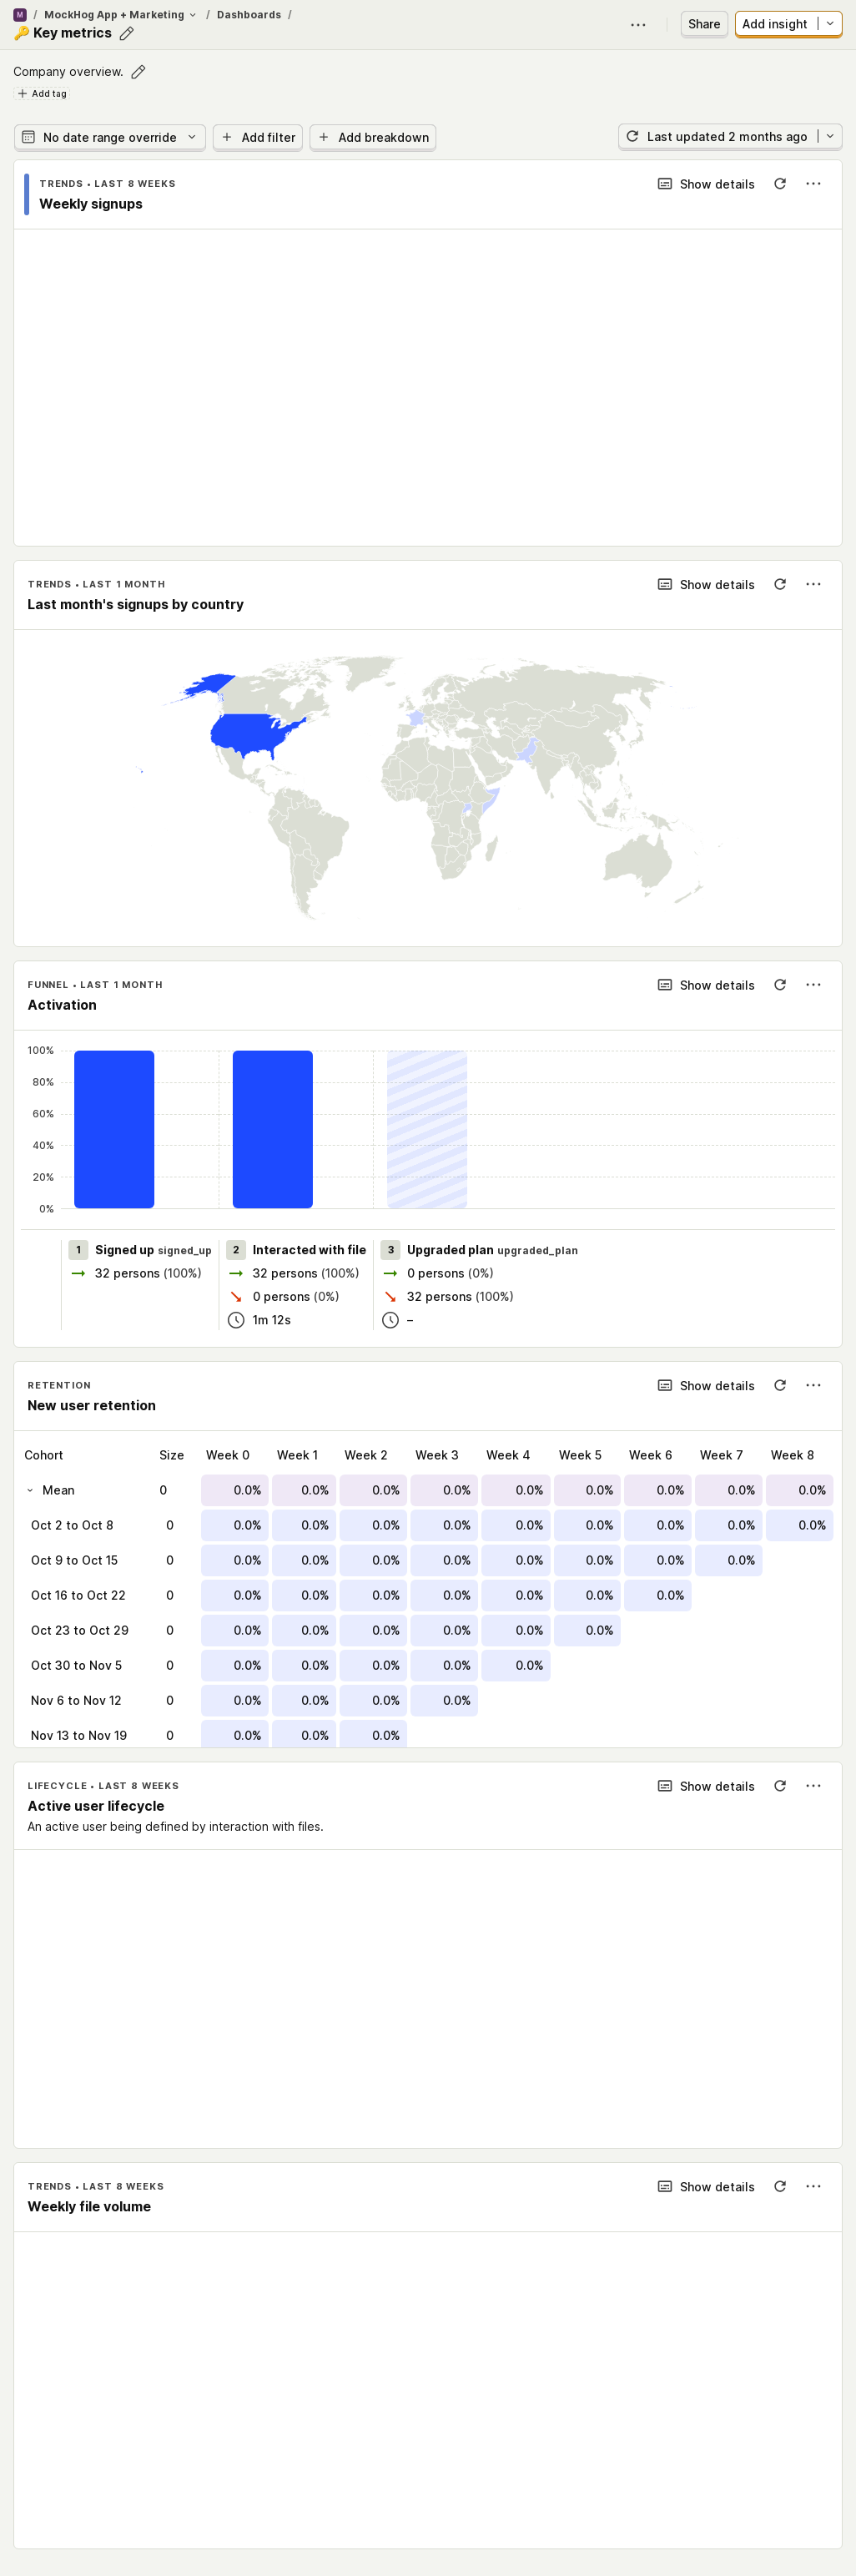 M / MockHog App + Marketing / Dashboards /
🔑 Key metrics
Share
Add insight
Company overview.
Add tag
No date range override
Add filter
Add breakdown
Last updated 2 months ago
TRENDS • LAST 8 WEEKS
Show details
Weekly signups
TRENDS • LAST 1 MONTH
Show details
Last month's signups by country
FUNNEL • LAST 1 MONTH
Show details
Activation
100%
80%
60%
40%
20%
0%
1 Signed up signed_up
32 persons (100%)
2 Interacted with file
32 persons (100%)
0 persons (0%)
1m 12s
3 Upgraded plan upgraded_plan
0 persons (0%)
32 persons (100%)
–
RETENTION
Show details
New user retention
Cohort Size Week 0 Week 1 Week 2 Week 3 Week 4 Week 5 Week 6 Week 7 Week 8
Mean 0 0.0% 0.0% 0.0% 0.0% 0.0% 0.0% 0.0% 0.0% 0.0%
Oct 2 to Oct 8 0 0.0% 0.0% 0.0% 0.0% 0.0% 0.0% 0.0% 0.0% 0.0%
Oct 9 to Oct 15 0 0.0% 0.0% 0.0% 0.0% 0.0% 0.0% 0.0% 0.0%
Oct 16 to Oct 22 0 0.0% 0.0% 0.0% 0.0% 0.0% 0.0% 0.0%
Oct 23 to Oct 29 0 0.0% 0.0% 0.0% 0.0% 0.0% 0.0%
Oct 30 to Nov 5 0 0.0% 0.0% 0.0% 0.0% 0.0%
Nov 6 to Nov 12 0 0.0% 0.0% 0.0% 0.0%
Nov 13 to Nov 19 0 0.0% 0.0% 0.0%
LIFECYCLE • LAST 8 WEEKS
Show details
Active user lifecycle
An active user being defined by interaction with files.
TRENDS • LAST 8 WEEKS
Show details
Weekly file volume